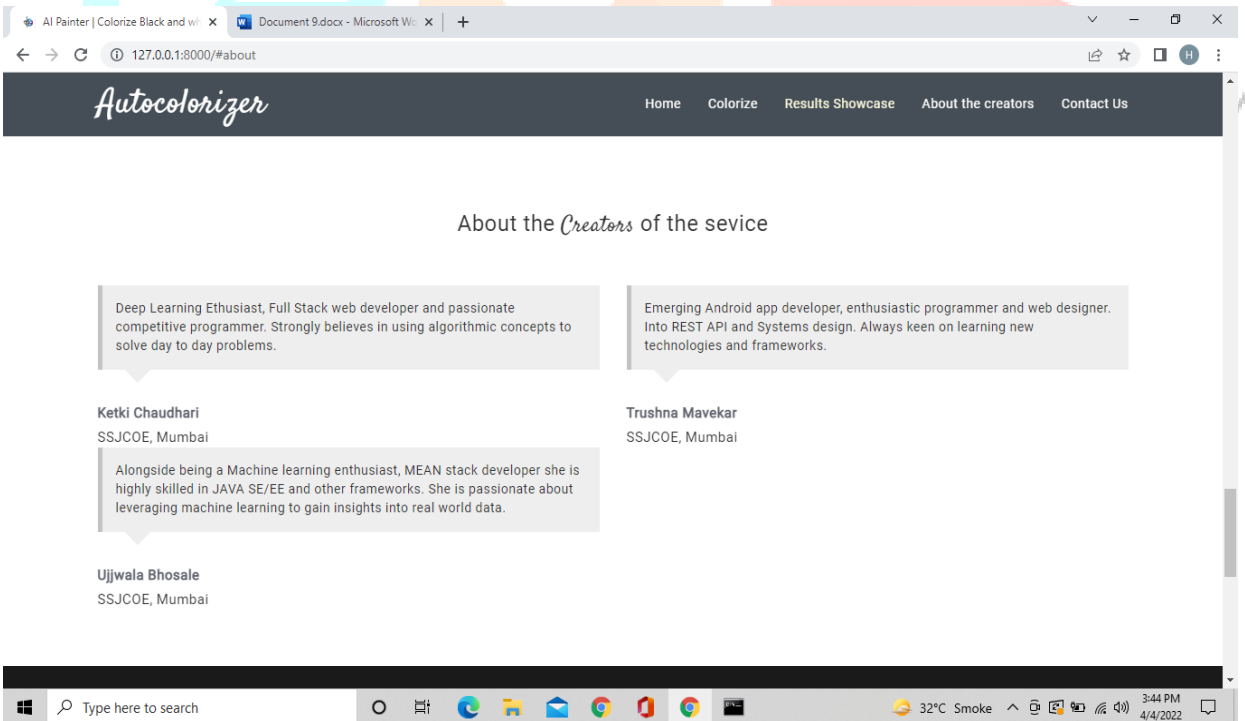 AI Painter | Colorize Black and wh
Document 9.docx - Microsoft Wo
127.0.0.1:8000/#about
H
Autocolorizer
Home Colorize Results Showcase About the creators Contact Us
About the Creators of the sevice
Deep Learning Ethusiast, Full Stack web developer and passionate
competitive programmer. Strongly believes in using algorithmic concepts to
solve day to day problems.
Ketki Chaudhari
SSJCOE, Mumbai
Emerging Android app developer, enthusiastic programmer and web designer.
Into REST API and Systems design. Always keen on learning new
technologies and frameworks.
Trushna Mavekar
SSJCOE, Mumbai
Alongside being a Machine learning enthusiast, MEAN stack developer she is
highly skilled in JAVA SE/EE and other frameworks. She is passionate about
leveraging machine learning to gain insights into real world data.
Ujjwala Bhosale
SSJCOE, Mumbai
Type here to search
32°C Smoke
3:44 PM
4/4/2022